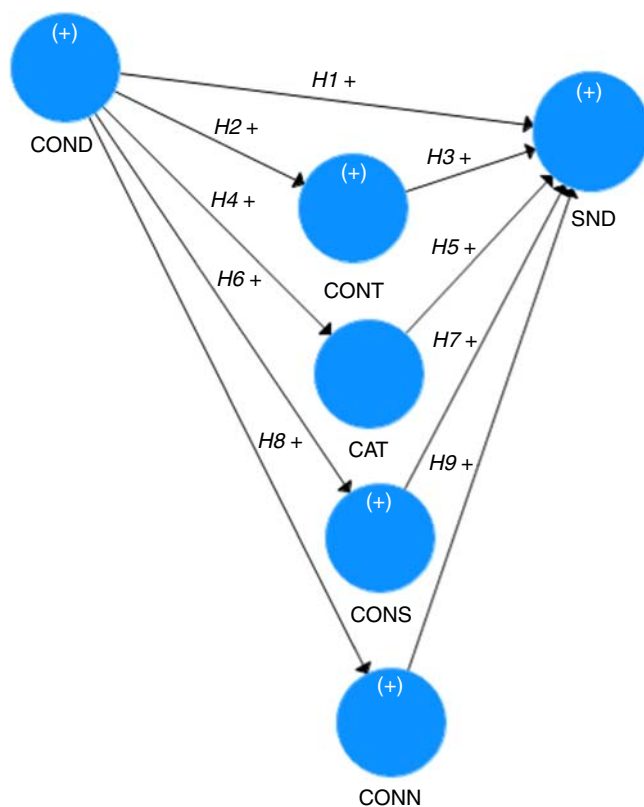 (+)
COND
H1 +
(+)
SND
H2 +
(+)
CONT
H3 +
H4 +
CAT
H5 +
H6 +
(+)
CONS
H7 +
H8 +
(+)
CONN
H9 +